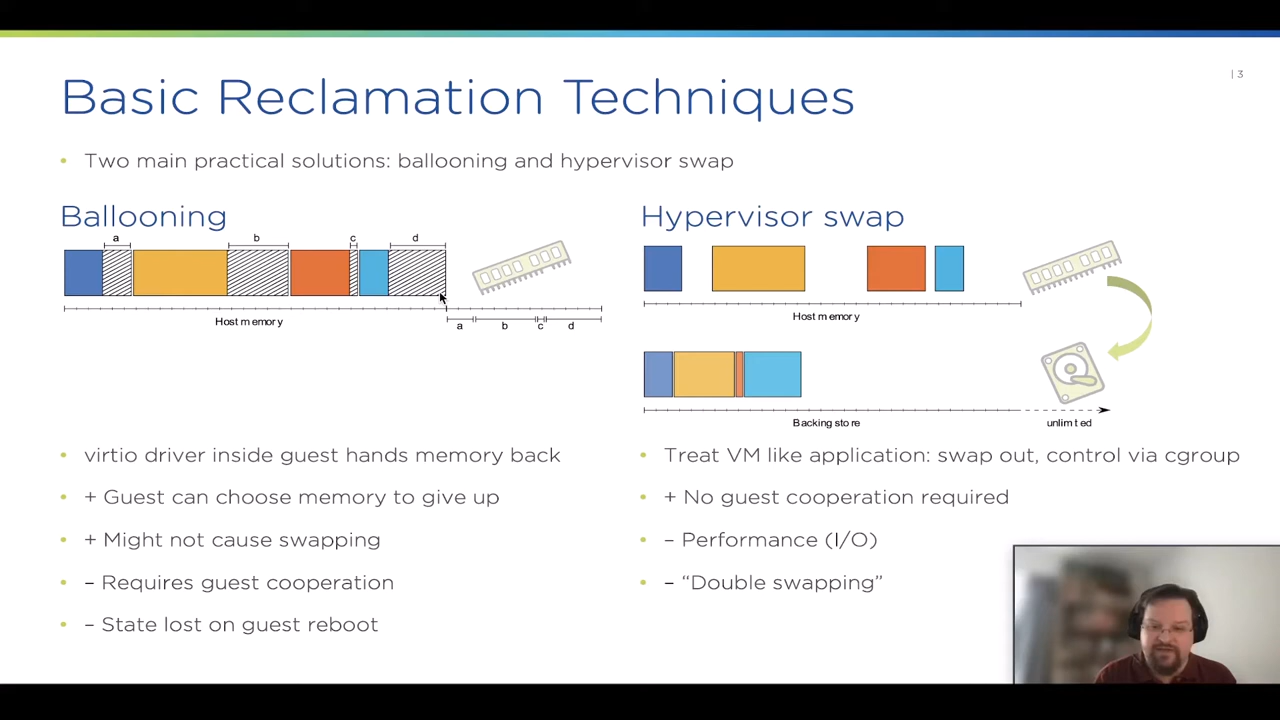 | 3
Basic Reclamation Techniques
• Two main practical solutions: ballooning and hypervisor swap
Ballooning
a b c d
Host memory
a b c d
• virtio driver inside guest hands memory back
• + Guest can choose memory to give up
• + Might not cause swapping
• – Requires guest cooperation
• – State lost on guest reboot
Hypervisor swap
Host memory
Backing store
unlimited
• Treat VM like application: swap out, control via cgroup
• + No guest cooperation required
• – Performance (I/O)
• – “Double swapping”